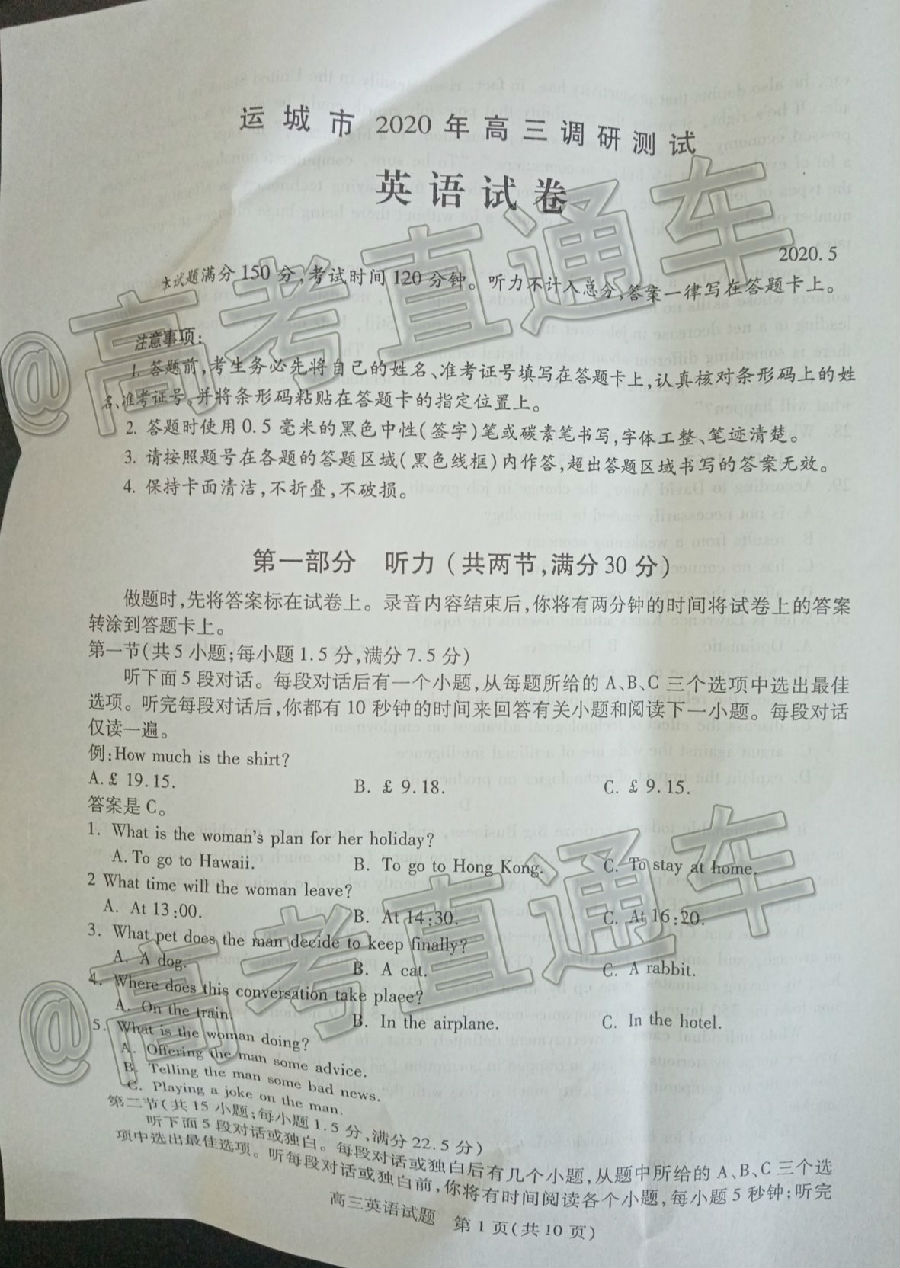 运城市2020年高三调研测试
英语试卷
2020.5
本试题满分150分,考试时间120分钟。听力不计入总分,答案一律写在答题卡上。
注意事项:
1. 答题前,考生务必先将自己的姓名、准考证号填写在答题卡上,认真核对条形码上的姓
名、准考证号,并将条形码粘贴在答题卡的指定位置上。
2. 答题时使用0.5毫米的黑色中性(签字)笔或碳素笔书写,字体工整、笔迹清楚。
3. 请按照题号在各题的答题区域(黑色线框)内作答,超出答题区域书写的答案无效。
4. 保持卡面清洁,不折叠,不破损。
第一部分 听力(共两节,满分30分)
做题时,先将答案标在试卷上。录音内容结束后,你将有两分钟的时间将试卷上的答案
转涂到答题卡上。
第一节(共5小题;每小题1.5分,满分7.5分)
听下面5段对话。每段对话后有一个小题,从每题所给的A、B、C三个选项中选出最佳
选项。听完每段对话后,你都有10秒钟的时间来回答有关小题和阅读下一小题。每段对话
仅读一遍。
例:How much is the shirt?
A.£ 19.15. B. £ 9.18. C. £ 9.15.
答案是C。
1. What is the woman's plan for her holiday?
A. To go to Hawaii. B. To go to Hong Kong. C. To stay at home.
2 What time will the woman leave?
A. At 13:00. B. At 14:30. C. At 16:20.
3. What pet does the man decide to keep finally?
A. A dog. B. A cat. C. A rabbit.
4. Where does this conversation take place?
A. On the train. B. In the airplane. C. In the hotel.
5. What is the woman doing?
A. Offering the man some advice.
B. Telling the man some bad news.
C. Playing a joke on the man.
第二节(共15小题;每小题1.5分,满分22.5分)
听下面5段对话或独白。每段对话或独白后有几个小题,从题中所给的A、B、C三个选
项中选出最佳选项。听每段对话或独白前,你将有时间阅读各个小题,每小题5秒钟;听完
高三英语试题 第1页(共10页)
@高考直通车
@高考直通车